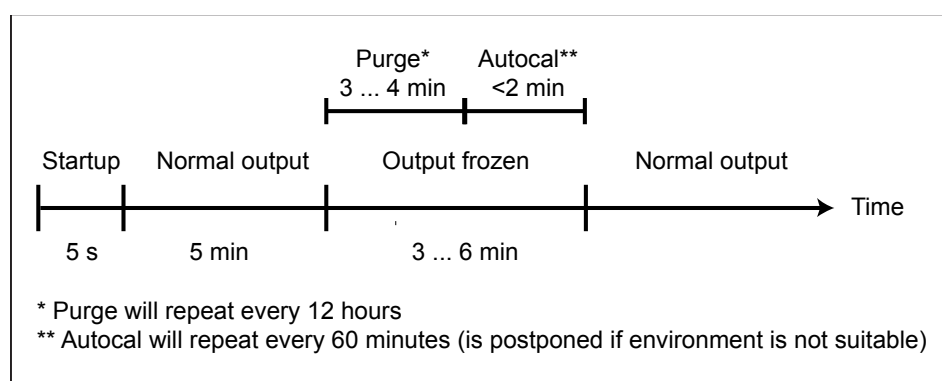 Purge* Autocal**
3 ... 4 min <2 min
Startup Normal output Output frozen Normal output
Time
5 s 5 min 3 ... 6 min
* Purge will repeat every 12 hours
** Autocal will repeat every 60 minutes (is postponed if environment is not suitable)